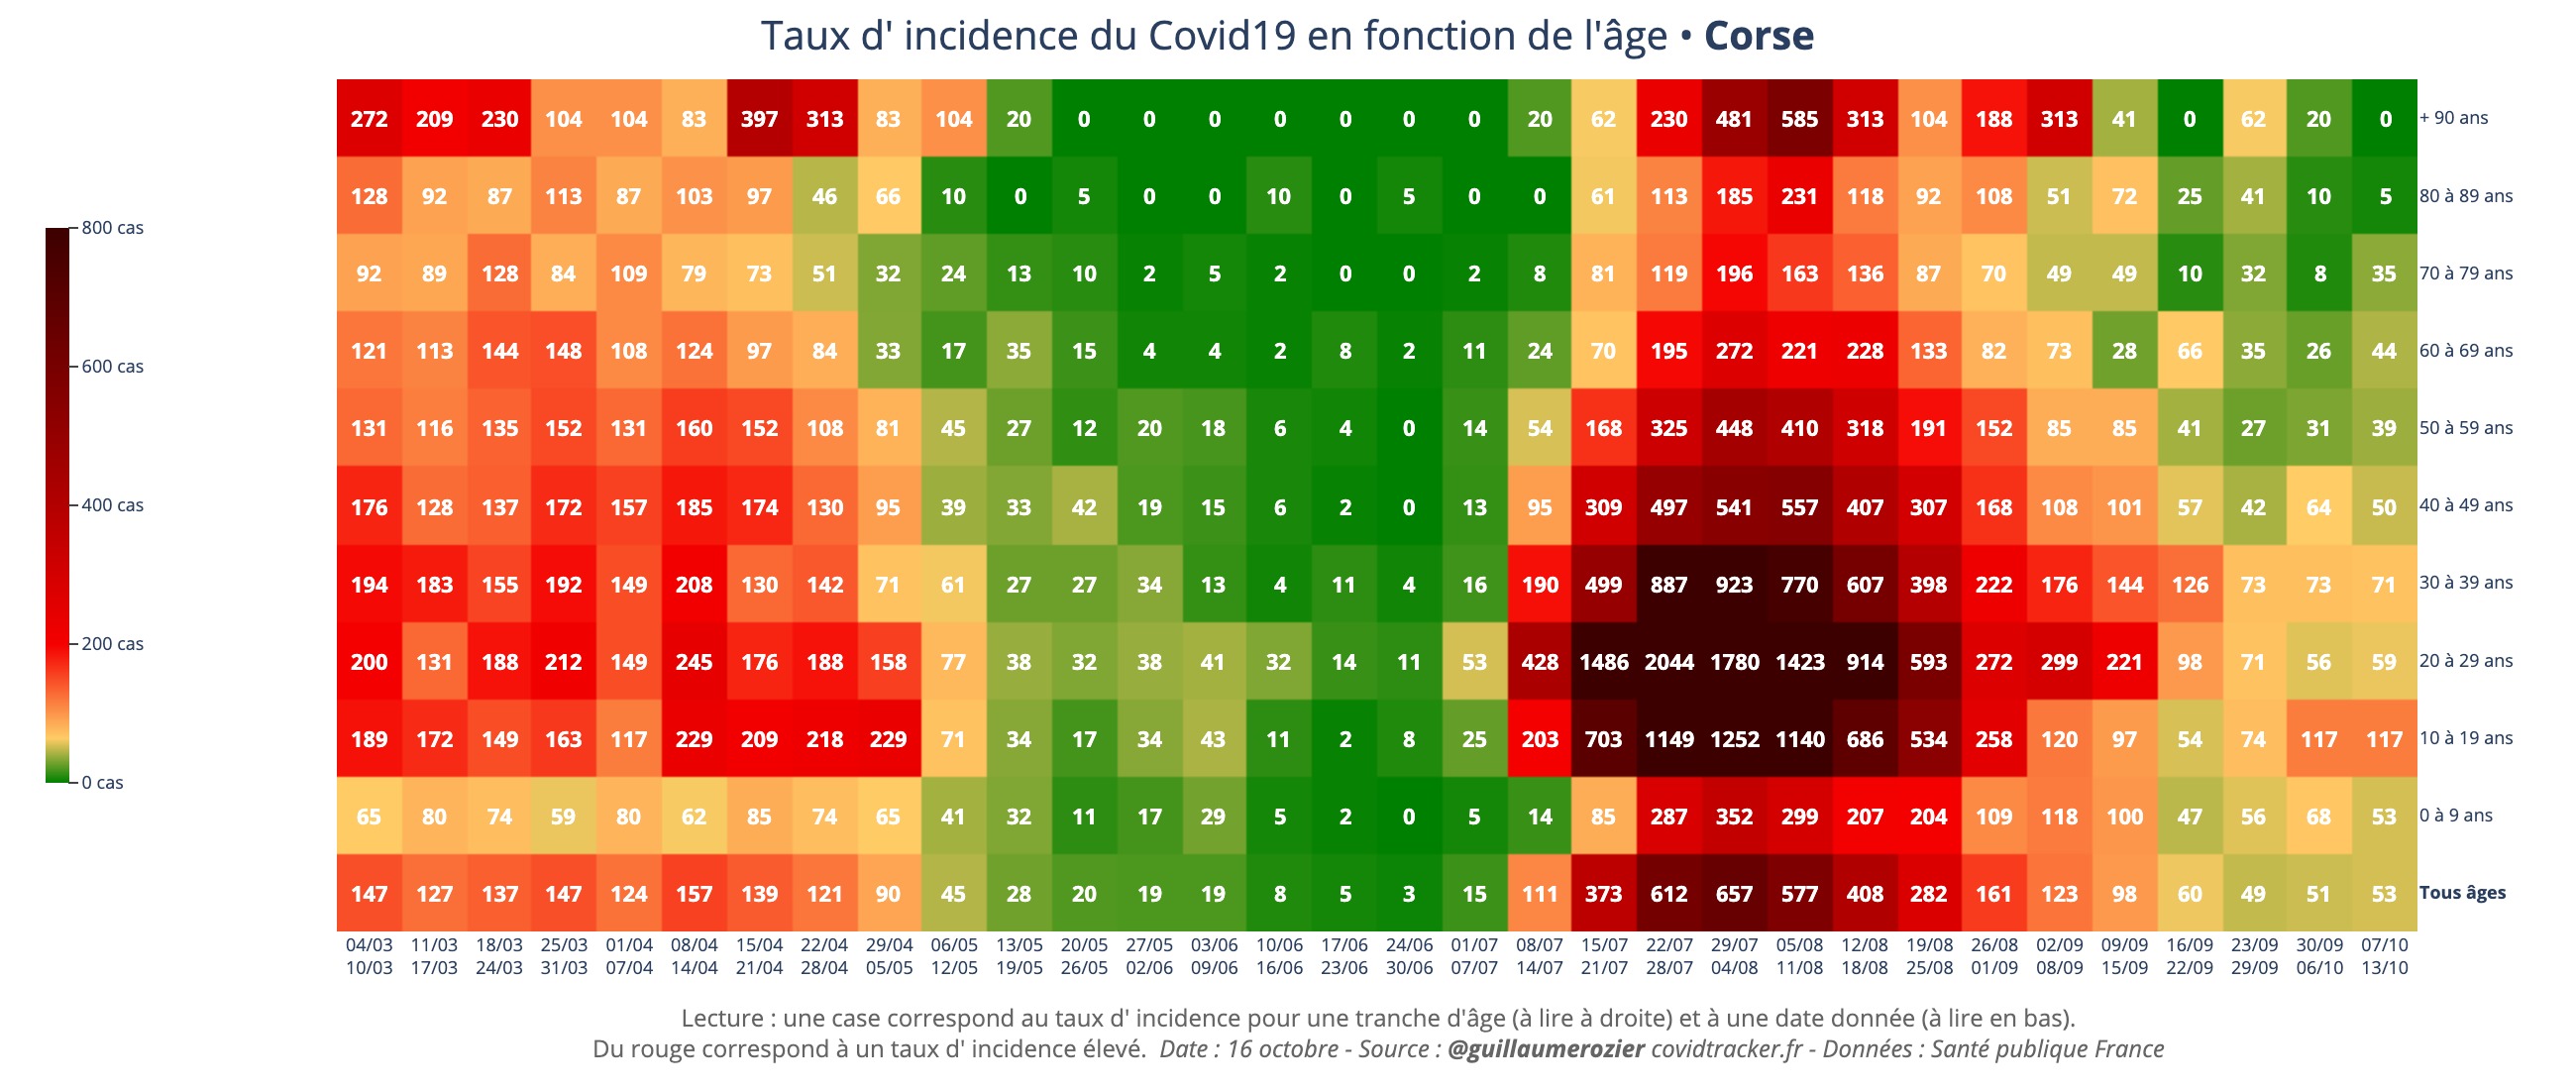 Taux d' incidence du Covid19 en fonction de l'âge • Corse
272 209 230 104 104 83 397 313 83 104 20 0 0 0 0 0 0 0 20 62 230 481 585 313 104 188 313 41 0 62 20 0 + 90 ans
128 92 87 113 87 103 97 46 66 10 0 5 0 0 10 0 5 0 0 61 113 185 231 118 92 108 51 72 25 41 10 5 80 à 89 ans
800 cas
92 89 128 84 109 79 73 51 32 24 13 10 2 5 2 0 0 2 8 81 119 196 163 136 87 70 49 49 10 32 8 35 70 à 79 ans
121 113 144 148 108 124 97 84 33 17 35 15 4 4 2 8 2 11 24 70 195 272 221 228 133 82 73 28 66 35 26 44 60 à 69 ans
600 cas
131 116 135 152 131 160 152 108 81 45 27 12 20 18 6 4 0 14 54 168 325 448 410 318 191 152 85 85 41 27 31 39 50 à 59 ans
400 cas
176 128 137 172 157 185 174 130 95 39 33 42 19 15 6 2 0 13 95 309 497 541 557 407 307 168 108 101 57 42 64 50 40 à 49 ans
194 183 155 192 149 208 130 142 71 61 27 27 34 13 4 11 4 16 190 499 887 923 770 607 398 222 176 144 126 73 73 71 30 à 39 ans
200 cas
200 131 188 212 149 245 176 188 158 77 38 32 38 41 32 14 11 53 428 1486 2044 1780 1423 914 593 272 299 221 98 71 56 59 20 à 29 ans
189 172 149 163 117 229 209 218 229 71 34 17 34 43 11 2 8 25 203 703 1149 1252 1140 686 534 258 120 97 54 74 117 117 10 à 19 ans
0 cas
65 80 74 59 80 62 85 74 65 41 32 11 17 29 5 2 0 5 14 85 287 352 299 207 204 109 118 100 47 56 68 53 0 à 9 ans
147 127 137 147 124 157 139 121 90 45 28 20 19 19 8 5 3 15 111 373 612 657 577 408 282 161 123 98 60 49 51 53 Tous âges
04/03 11/03 18/03 25/03 01/04 08/04 15/04 22/04 29/04 06/05 13/05 20/05 27/05 03/06 10/06 17/06 24/06 01/07 08/07 15/07 22/07 29/07 05/08 12/08 19/08 26/08 02/09 09/09 16/09 23/09 30/09 07/10
10/03 17/03 24/03 31/03 07/04 14/04 21/04 28/04 05/05 12/05 19/05 26/05 02/06 09/06 16/06 23/06 30/06 07/07 14/07 21/07 28/07 04/08 11/08 18/08 25/08 01/09 08/09 15/09 22/09 29/09 06/10 13/10
Lecture : une case correspond au taux d' incidence pour une tranche d'âge (à lire à droite) et à une date donnée (à lire en bas).
Du rouge correspond à un taux d' incidence élevé. Date : 16 octobre - Source : @guillaumerozier covidtracker.fr - Données : Santé publique France